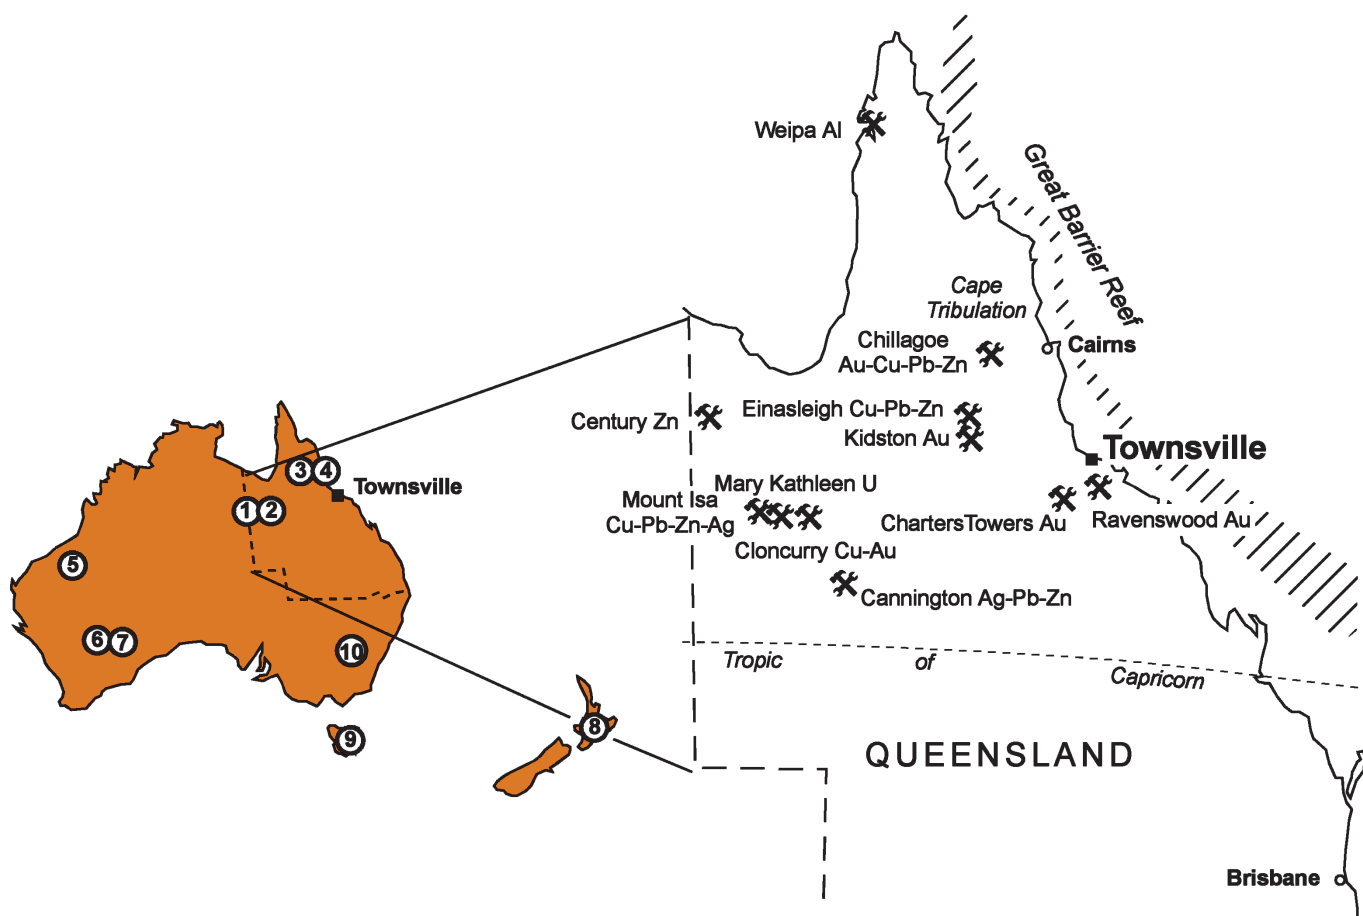 Weipa Al
Great Barrier Reef
Cape
Tribulation
Chillagoe
Au-Cu-Pb-Zn
Cairns
Century Zn
Einasleigh Cu-Pb-Zn
Kidston Au
Townsville
Mary Kathleen U
Mount Isa
Cu-Pb-Zn-Ag
ChartersTowers Au
Ravenswood Au
Cloncurry Cu-Au
Cannington Ag-Pb-Zn
Tropic of Capricorn
QUEENSLAND
Brisbane
3 4
Townsville
1 2
5
6 7
10
8
9